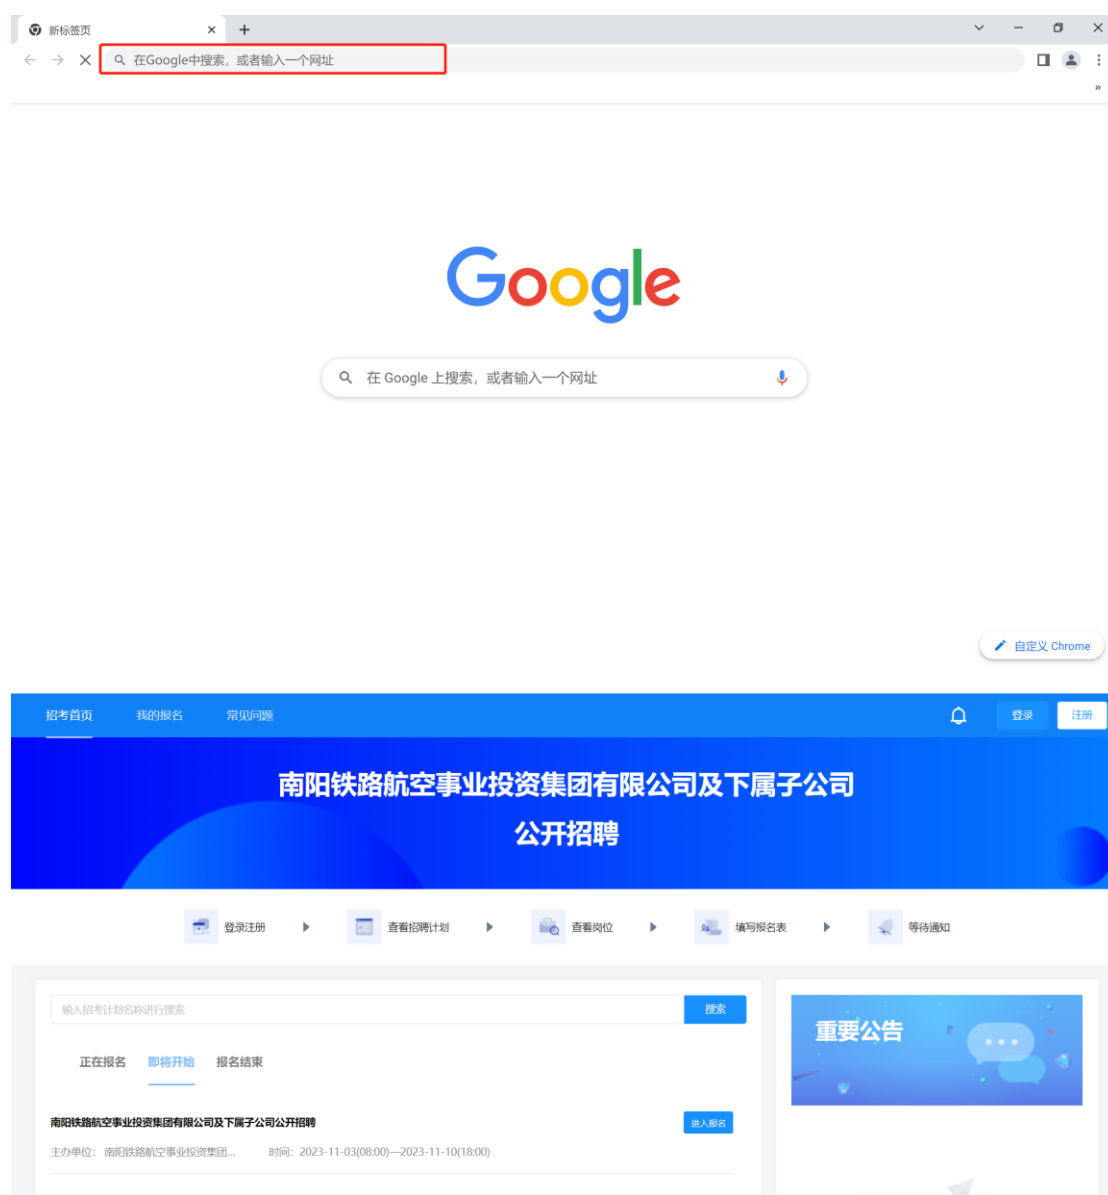 新标签页
在Google中搜索，或者输入一个网址
»
Google
在 Google 上搜索，或者输入一个网址
自定义 Chrome
招考首页 我的报名 常见问题 登录 注册
南阳铁路航空事业投资集团有限公司及下属子公司
公开招聘
登录注册 查看招聘计划 查看岗位 填写报名表 等待通知
输入招考计划名称进行搜索 搜索
重要公告
正在报名 即将开始 报名结束
南阳铁路航空事业投资集团有限公司及下属子公司公开招聘 进入报名
主办单位： 南阳铁路航空事业投资集团... 时间：2023-11-03(08:00)—2023-11-10(18:00)